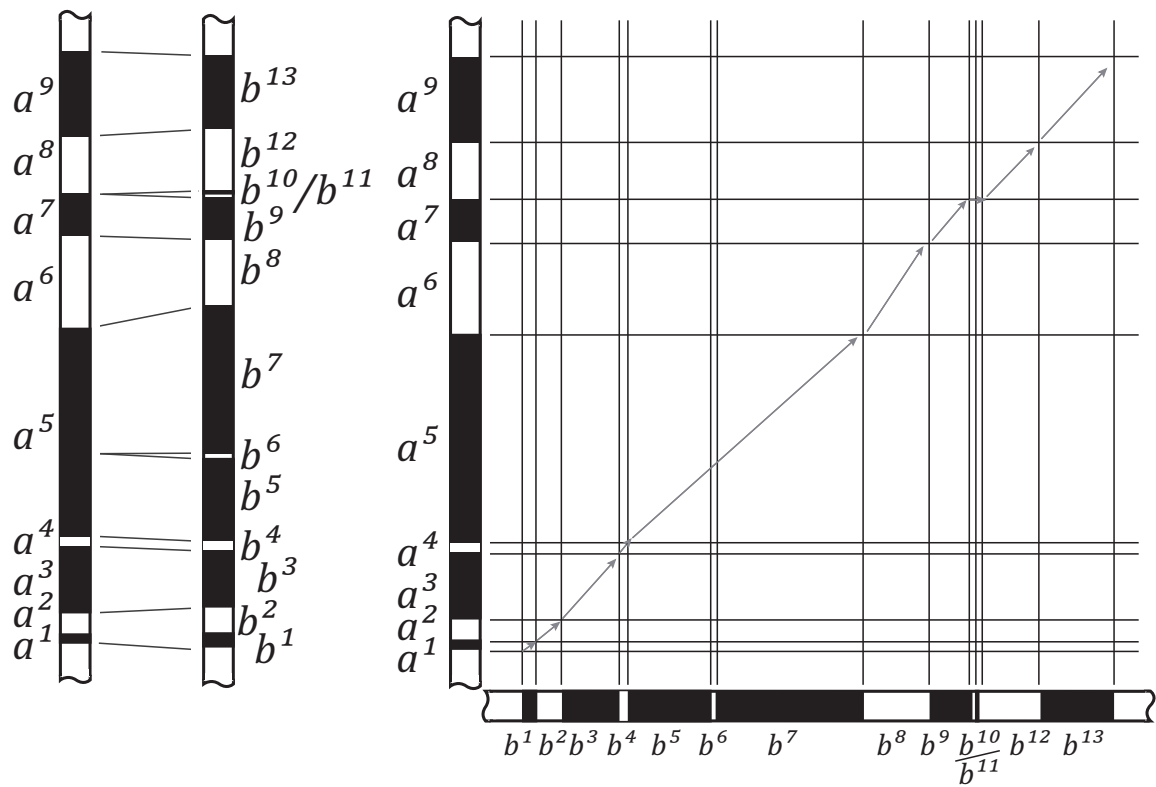 a⁹
a⁸
a⁷
a⁶
a⁵
a⁴
a³
a²
a¹
b¹³
b¹²
b¹⁰/b¹¹
b⁹
b⁸
b⁷
b⁶
b⁵
b⁴
b³
b²
b¹
a⁹
a⁸
a⁷
a⁶
a⁵
a⁴
a³
a²
a¹
b¹ b² b³ b⁴ b⁵ b⁶ b⁷ b⁸ b⁹ b¹⁰/b¹¹ b¹² b¹³